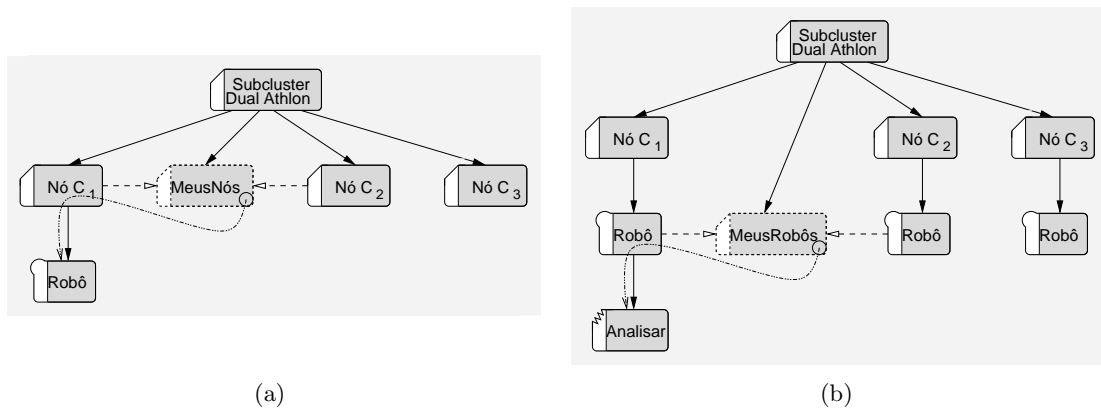 Subcluster
Dual Athlon
Nó C 1
MeusNós
Nó C 2
Nó C 3
Robô
(a)
Subcluster
Dual Athlon
Nó C 1
Nó C 2
Nó C 3
Robô
MeusRobôs
Robô
Robô
Analisar
(b)